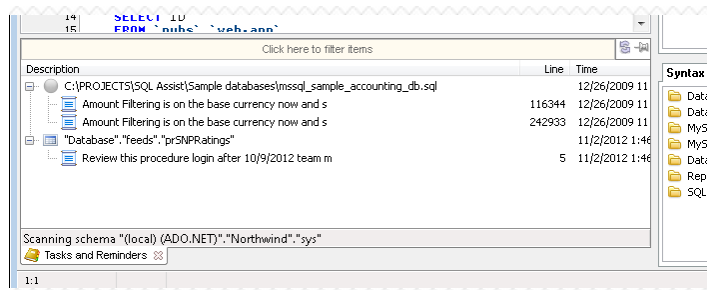 14 SELECT ID
15 FROM `pubs`.`veb.app`
Click here to filter items
Description Line Time
C:\PROJECTS\SQL Assist\Sample databases\mssql_sample_accounting_db.sql 12/26/2009 11
Amount Filtering is on the base currency now and s 116344 12/26/2009 11
Amount Filtering is on the base currency now and s 242933 12/26/2009 11
"Database"."feeds"."prSNPRatings" 11/2/2012 1:46
Review this procedure login after 10/9/2012 team m 5 11/2/2012 1:46
Scanning schema "(local) (ADO.NET)"."Northwind"."sys"
Tasks and Reminders
1:1
Syntax
Data
Data
MyS
MyS
Data
Rep
SQL